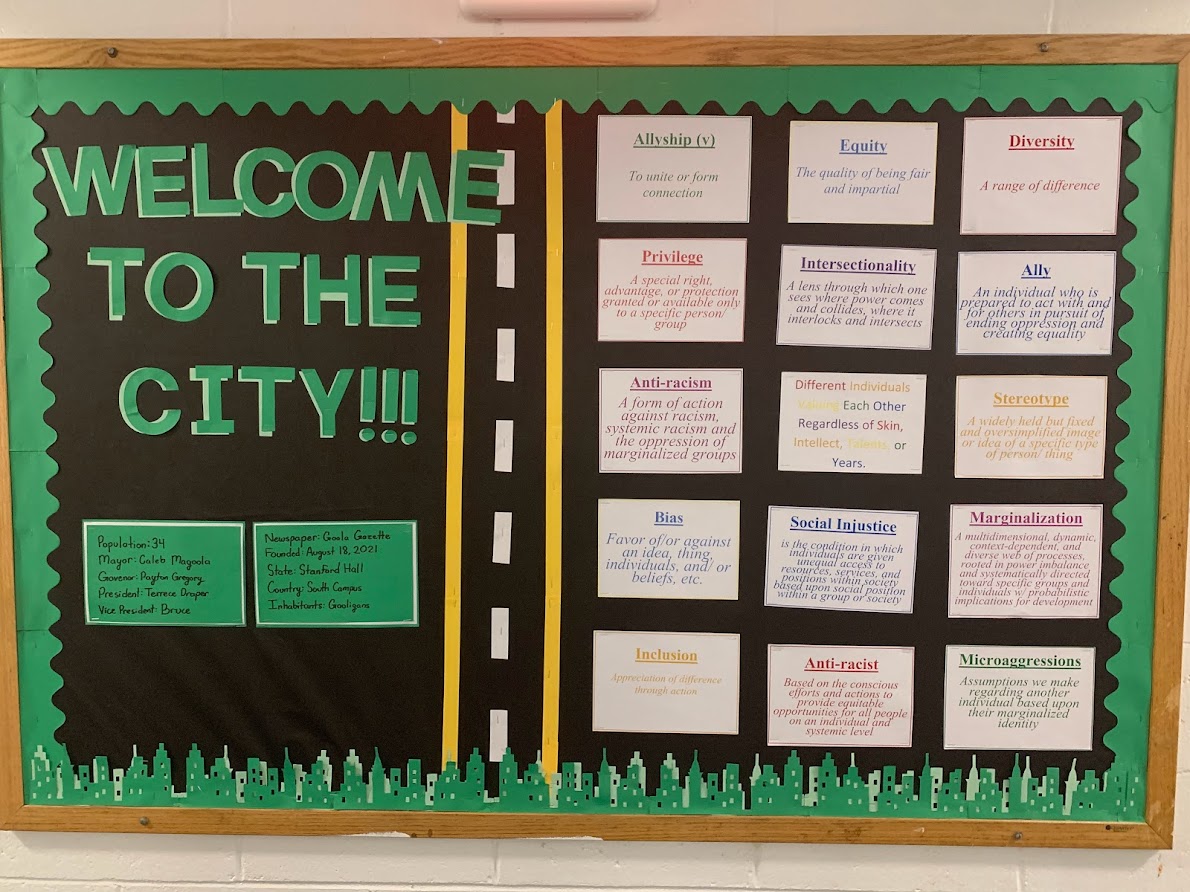 WELCOME
TO THE
CITY!!!
Population: 34
Mayor: Caleb Magoola
Grovenor: Payton Gregory
President: Terrece Draper
Vice President: Bruce
Newspaper: Goola Gazette
Founded: August 18, 2021
State: Stanford Hall
Country: South Campus
Inhabitants: Gooligans
Allyship (v)
To unite or form
connection
Equity
The quality of being fair
and impartial
Diversity
A range of difference
Privilege
A special right,
advantage, or protection
granted or available only
to a specific person/
group
Intersectionality
A lens through which one
sees where power comes
and collides, where it
interlocks and intersects
Ally
An individual who is
prepared to act with and
for others in pursuit of
ending oppression and
creating equality
Anti-racism
A form of action
against racism,
systemic racism and
the oppression of
marginalized groups
Different Individuals
Valuing Each Other
Regardless of Skin,
Intellect, Talents, or
Years.
Stereotype
A widely held but fixed
and oversimplified image
or idea of a specific type
of person/ thing
Bias
Favor of/or against
an idea, thing,
individuals, and/ or
beliefs, etc.
Social Injustice
is the condition in which
individuals are given
unequal access to
resources, services, and
positions within society
based upon social position
within a group or society
Marginalization
A multidimensional, dynamic,
context-dependent, and
diverse web of processes,
rooted in power imbalance
and systematically directed
toward specific groups and
individuals w/ probabilistic
implications for development
Inclusion
Appreciation of difference
through action
Anti-racist
Based on the conscious
efforts and actions to
provide equitable
opportunities for all people
on an individual and
systemic level
Microaggressions
Assumptions we make
regarding another
individual based upon
their marginalized
identity